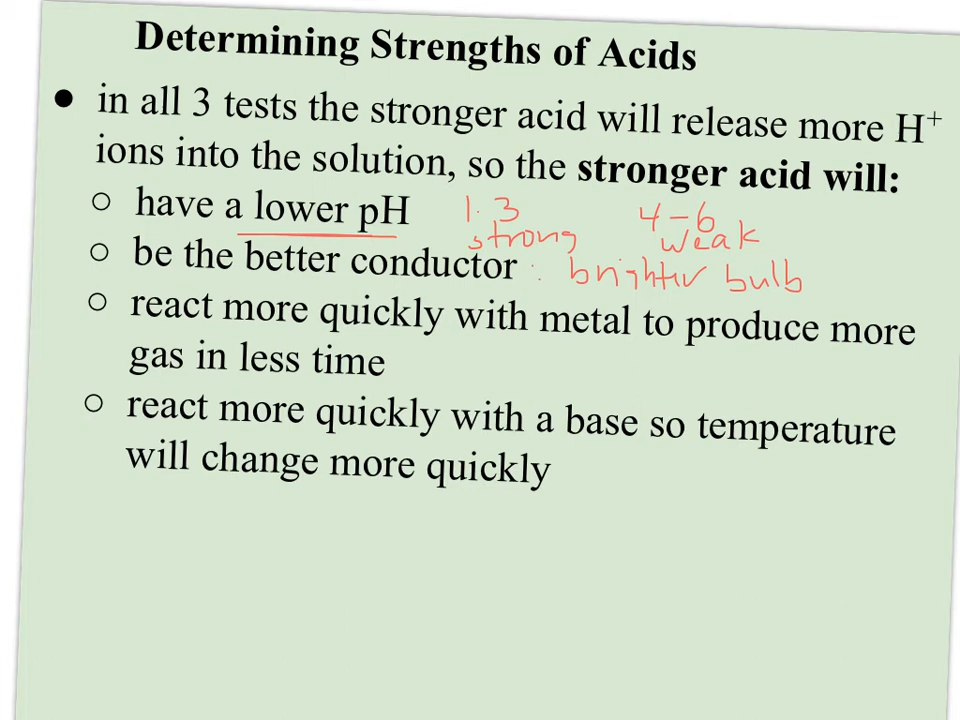 Determining Strengths of Acids
● in all 3 tests the stronger acid will release more H⁺
ions into the solution, so the stronger acid will:
○ have a lower pH 1-3 4-6
strong weak
○ be the better conductor : brighter bulb
○ react more quickly with metal to produce more
gas in less time
○ react more quickly with a base so temperature
will change more quickly